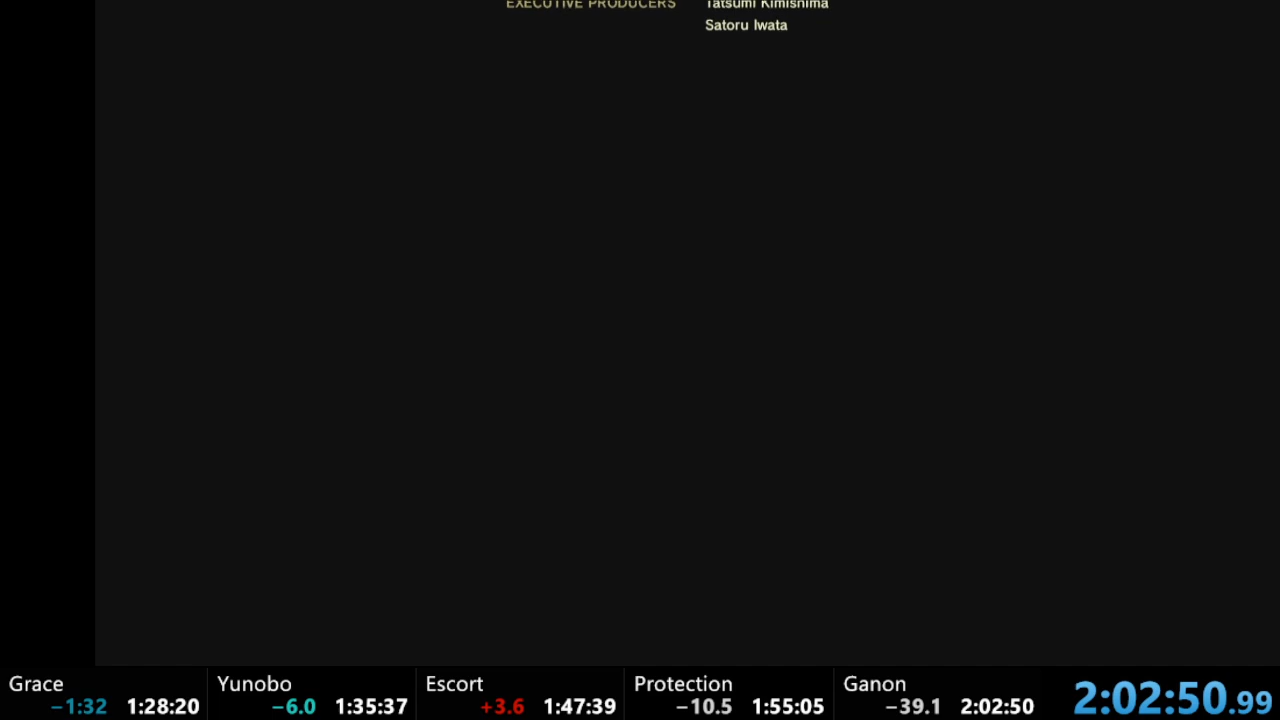 EXECUTIVE PRODUCERS Tatsumi Kimishima
Satoru Iwata
Grace Yunobo Escort Protection Ganon
−1:32 1:28:20 −6.0 1:35:37 +3.6 1:47:39 −10.5 1:55:05 −39.1 2:02:50 2:02:50.99